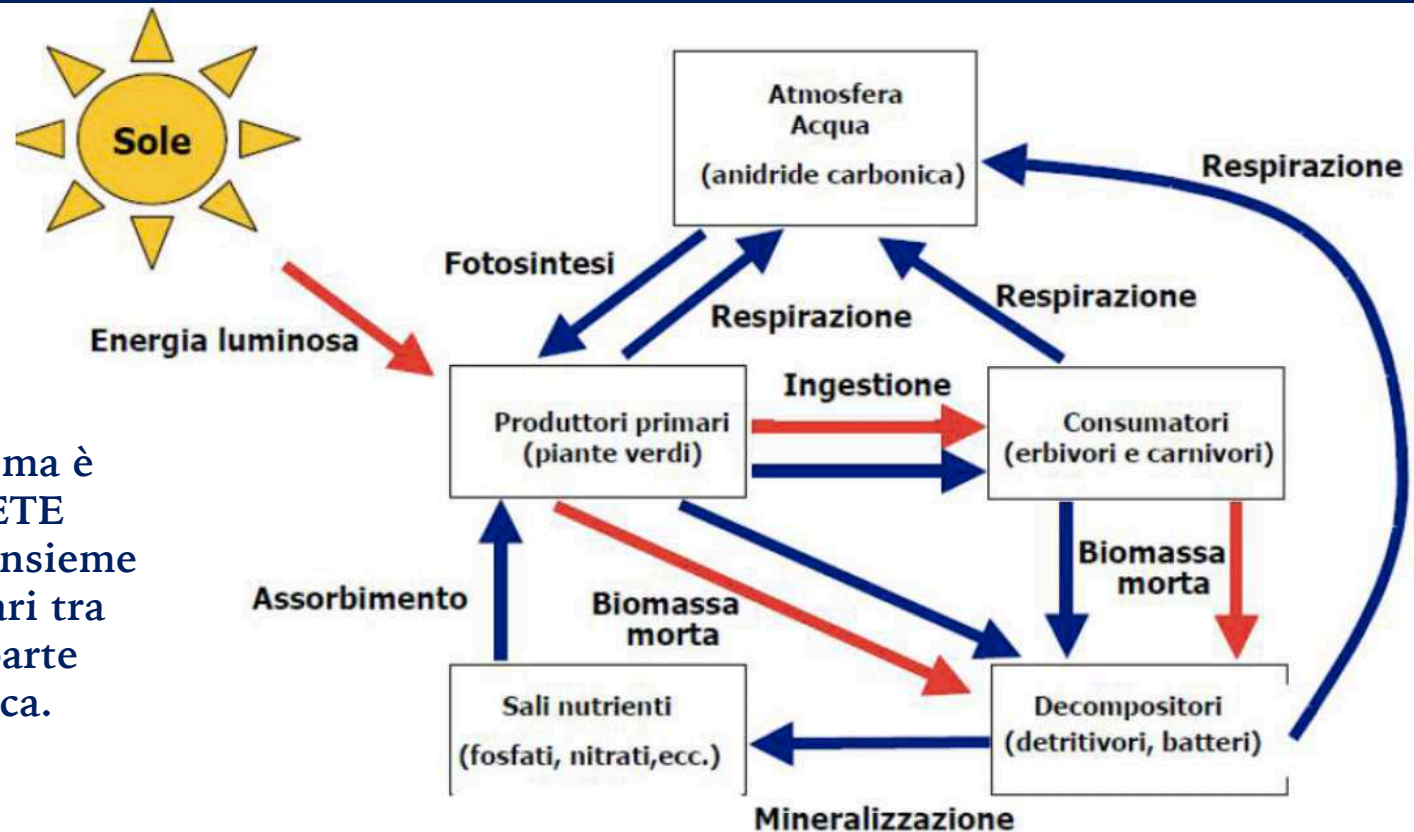 Sole
Atmosfera
Acqua
(anidride carbonica)
Respirazione
Fotosintesi
Respirazione
Respirazione
Energia luminosa
Produttori primari
(piante verdi)
Ingestione
Consumatori
(erbivori e carnivori)
ma è
ETE
nsieme
ari tra
parte
ca.
Assorbimento
Biomassa
morta
Biomassa
morta
Sali nutrienti
(fosfati, nitrati,ecc.)
Decompositori
(detritivori, batteri)
Mineralizzazione